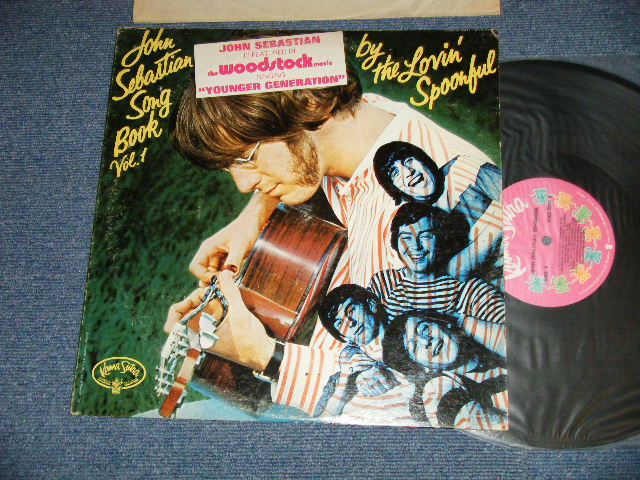 John
Sebastian
Song
Book
Vol. 1
JOHN SEBASTIAN
IS FEATURED IN
the woodstock movie
SINGING
"YOUNGER GENERATION"
by
the Lovin'
Spoonful
Kama Sutra